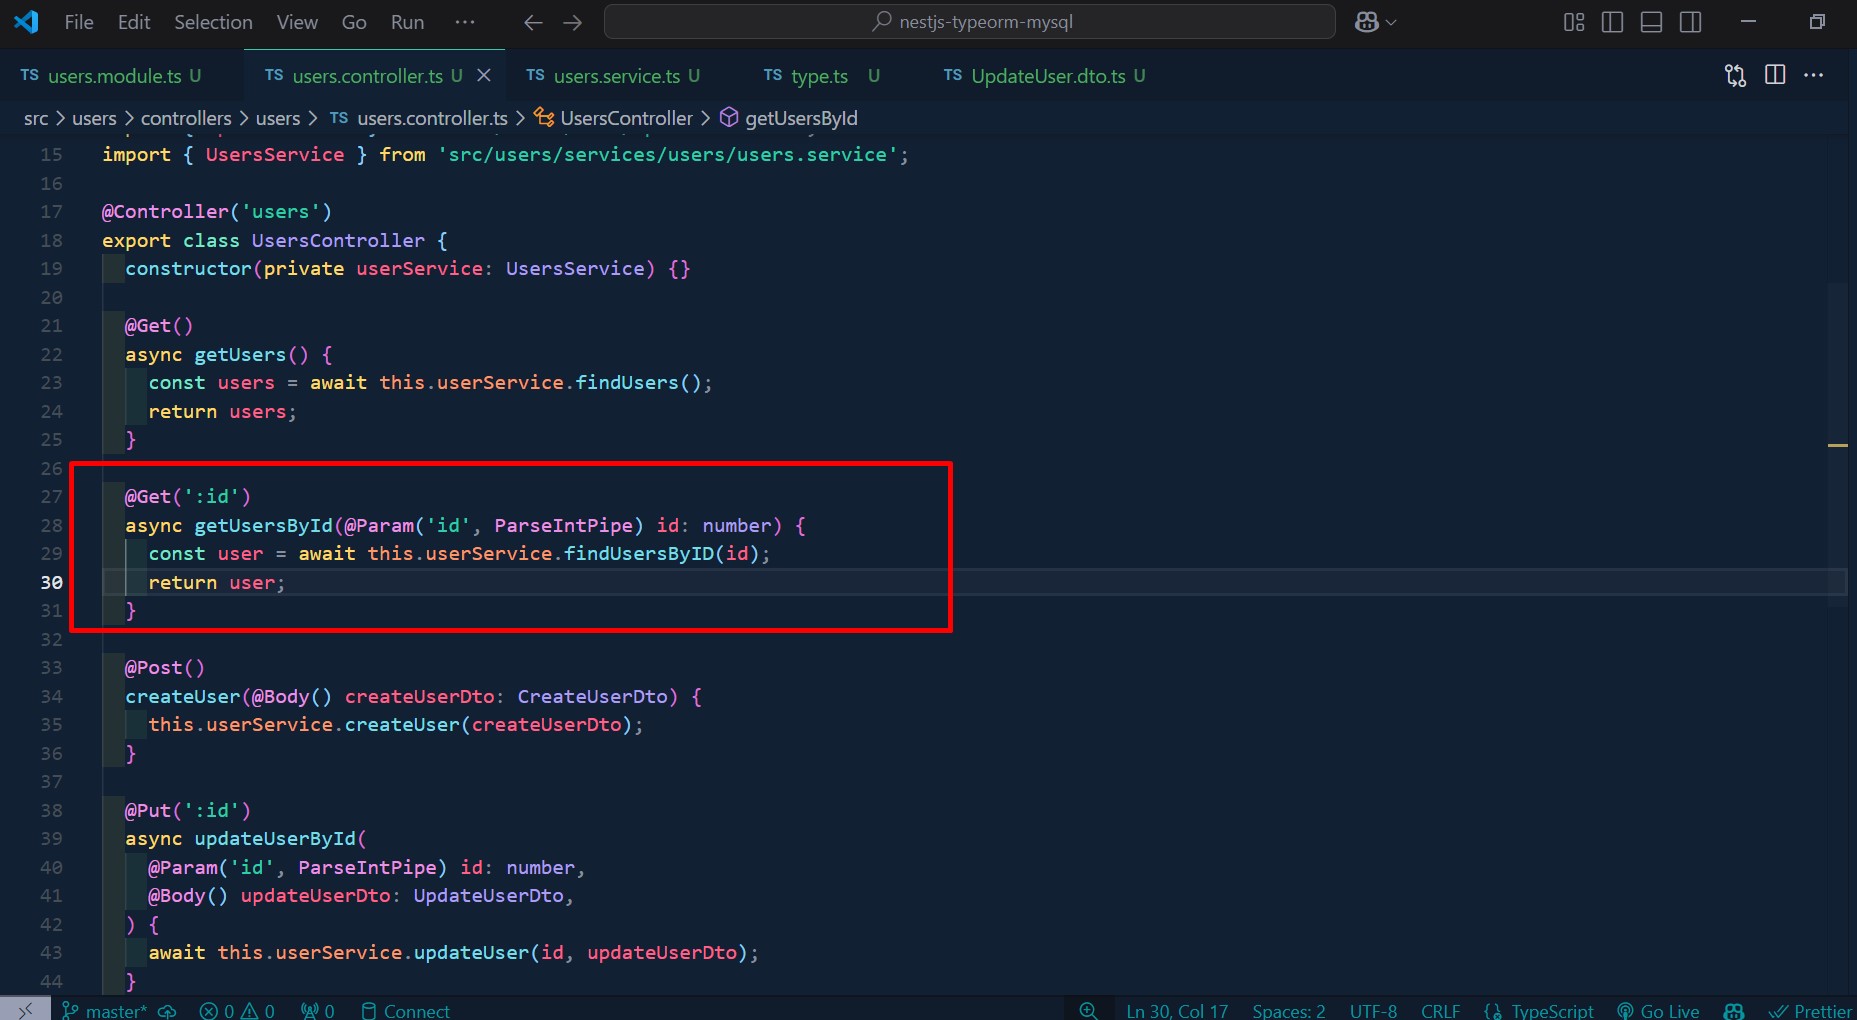 File Edit Selection View Go Run ··· nestjs-typeorm-mysql
TS users.module.ts U TS users.controller.ts U TS users.service.ts U TS type.ts U TS UpdateUser.dto.ts U
src > users > controllers > users > TS users.controller.ts > UsersController > getUsersById
15 import { UsersService } from 'src/users/services/users/users.service';
16
17 @Controller('users')
18 export class UsersController {
19 constructor(private userService: UsersService) {}
20
21 @Get()
22 async getUsers() {
23 const users = await this.userService.findUsers();
24 return users;
25 }
26
27 @Get(':id')
28 async getUsersById(@Param('id', ParseIntPipe) id: number) {
29 const user = await this.userService.findUsersByID(id);
30 return user;
31 }
32
33 @Post()
34 createUser(@Body() createUserDto: CreateUserDto) {
35 this.userService.createUser(createUserDto);
36 }
37
38 @Put(':id')
39 async updateUserById(
40 @Param('id', ParseIntPipe) id: number,
41 @Body() updateUserDto: UpdateUserDto,
42 ) {
43 await this.userService.updateUser(id, updateUserDto);
44 }
master* 0 0 0 Connect Ln 30, Col 17 Spaces: 2 UTF-8 CRLF {} TypeScript Go Live Prettier